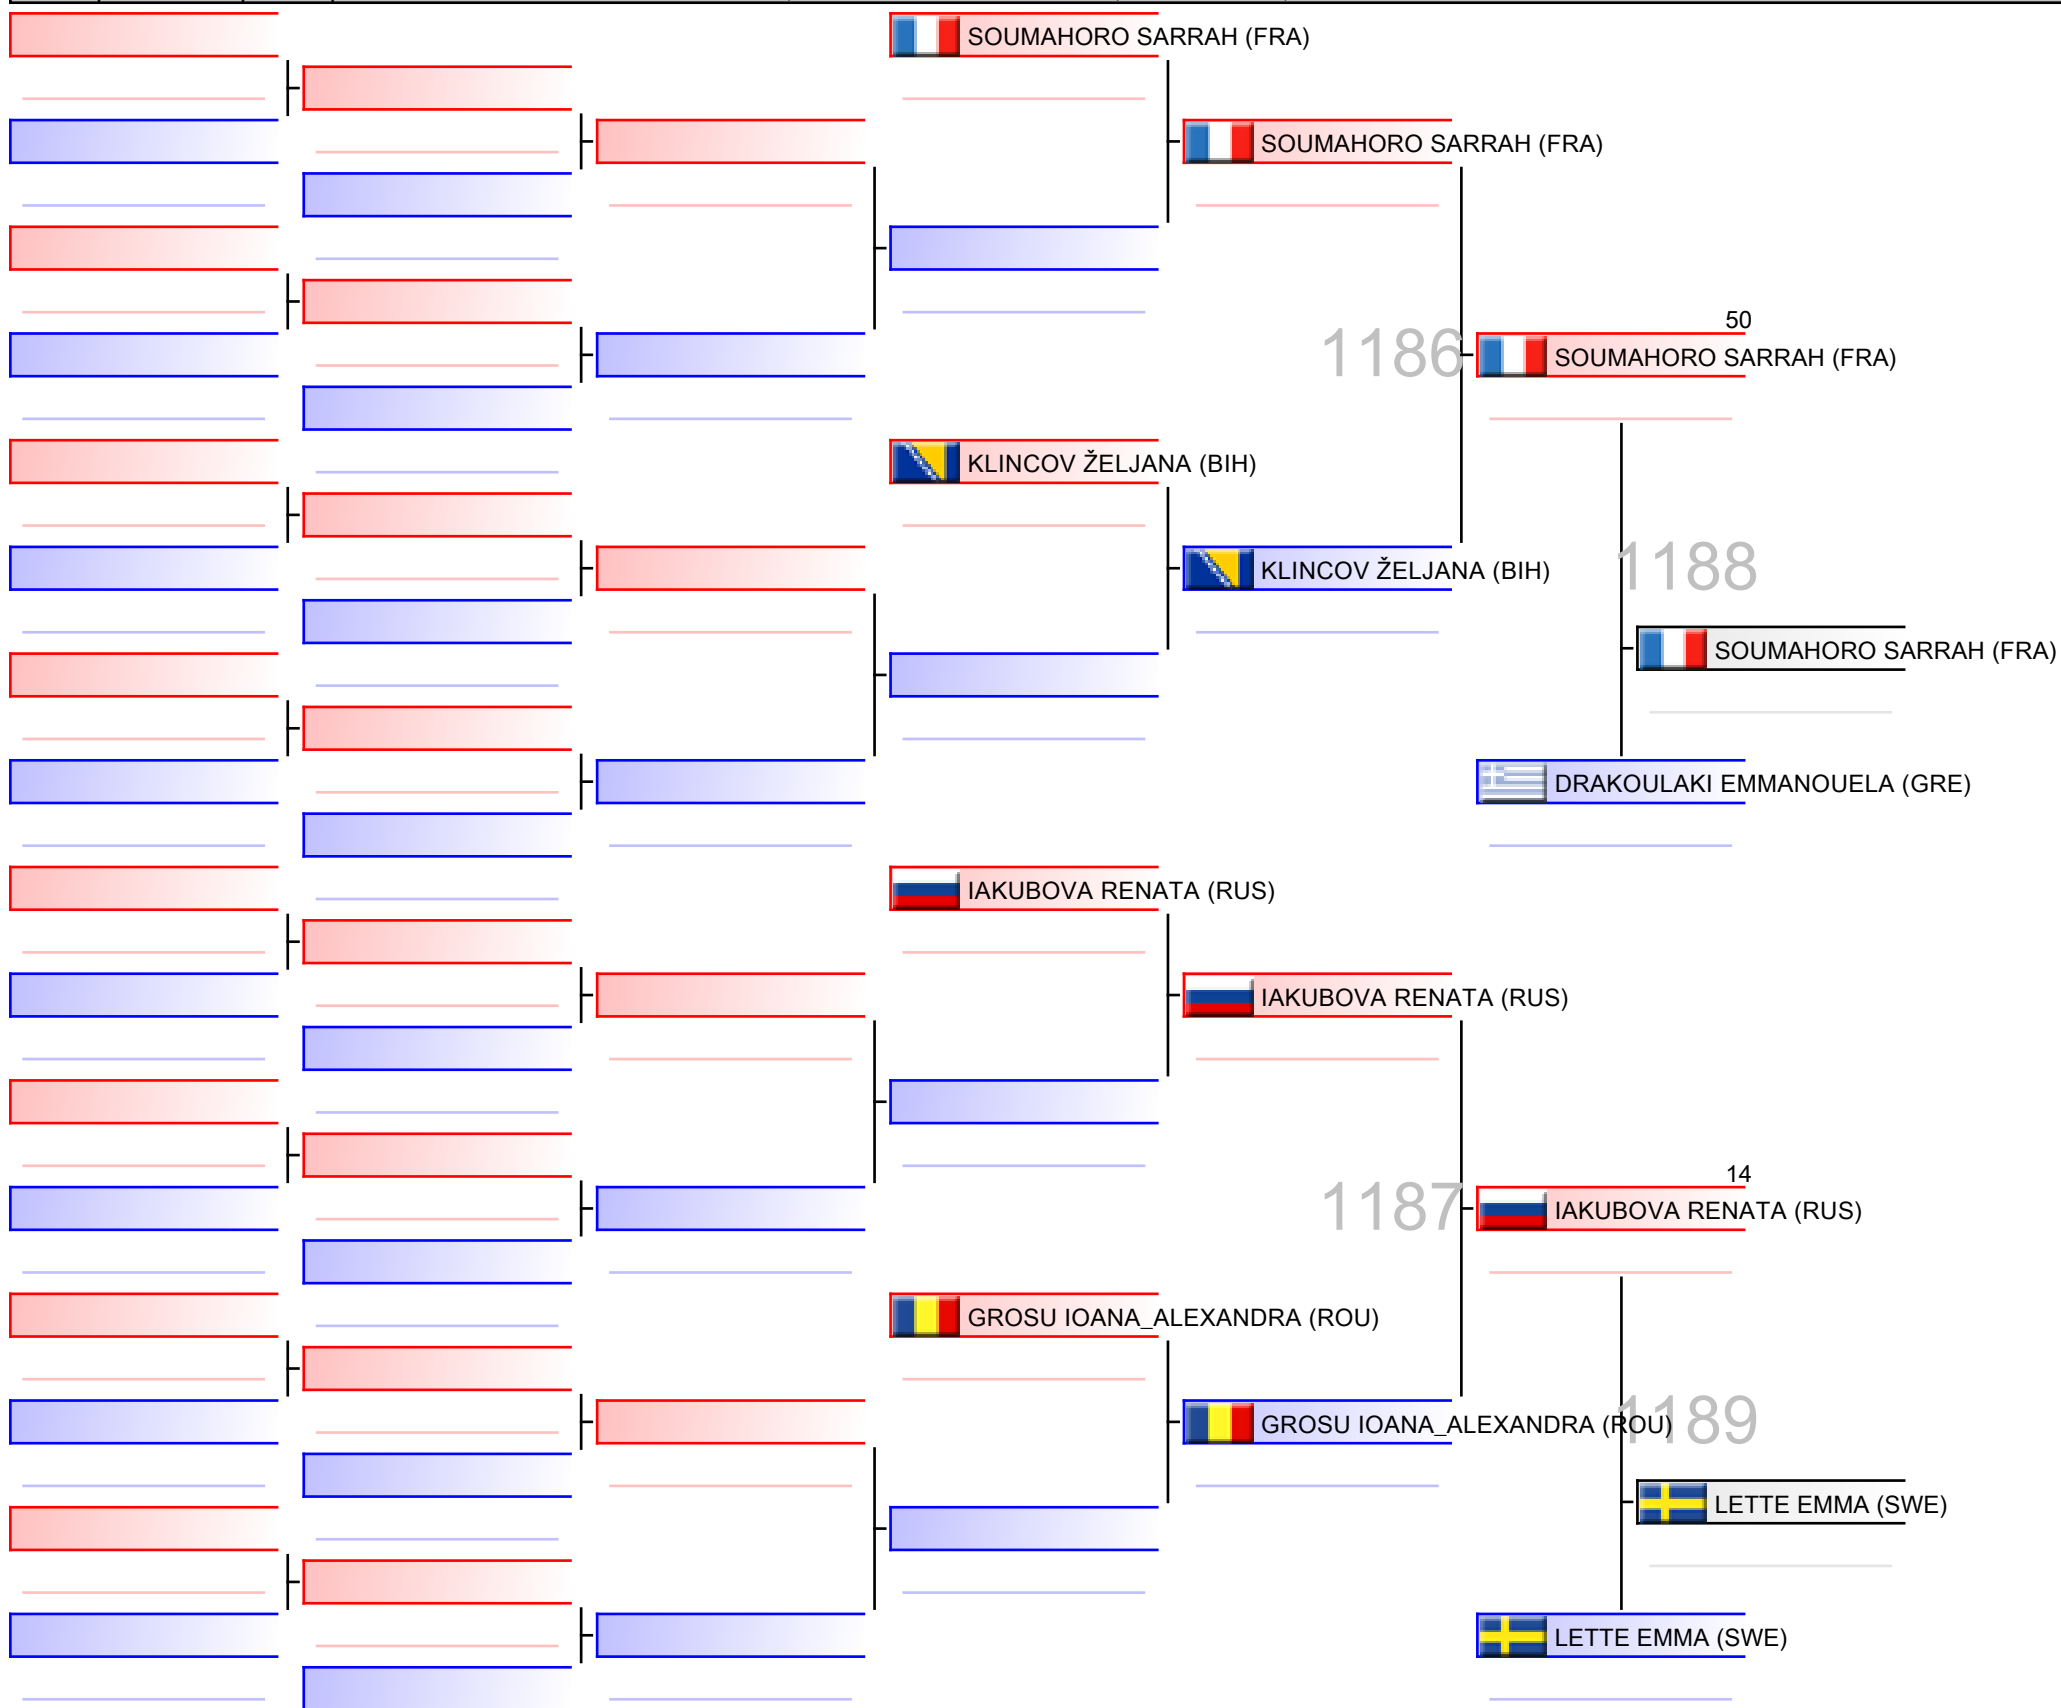 SOUMAHORO SARRAH (FRA)
SOUMAHORO SARRAH (FRA)
50
1186
SOUMAHORO SARRAH (FRA)
KLINCOV ŽELJANA (BIH)
KLINCOV ŽELJANA (BIH)
1188
SOUMAHORO SARRAH (FRA)
DRAKOULAKI EMMANOUELA (GRE)
IAKUBOVA RENATA (RUS)
IAKUBOVA RENATA (RUS)
14
1187
IAKUBOVA RENATA (RUS)
GROSU IOANA_ALEXANDRA (ROU)
GROSU IOANA_ALEXANDRA (ROU)
1189
LETTE EMMA (SWE)
LETTE EMMA (SWE)